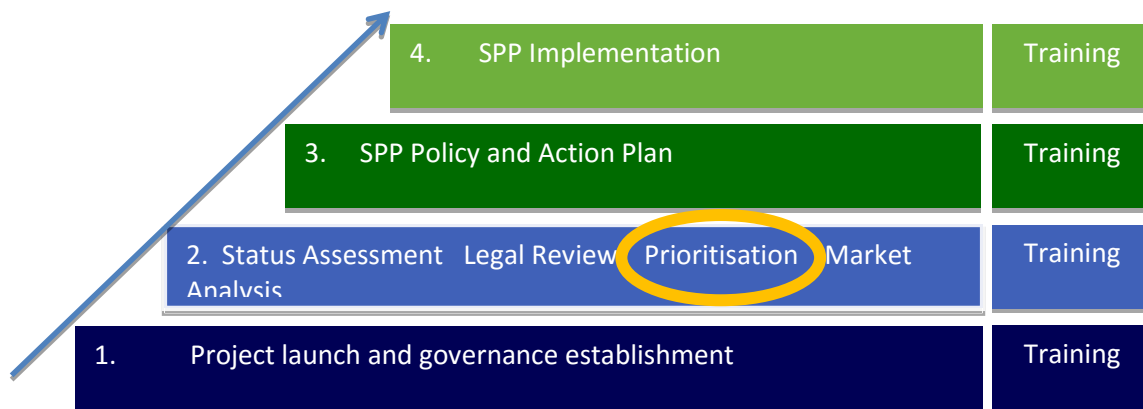 4. SPP Implementation Training
3. SPP Policy and Action Plan Training
2. Status Assessment Legal Review Prioritisation Market Training
Analysis
1. Project launch and governance establishment Training